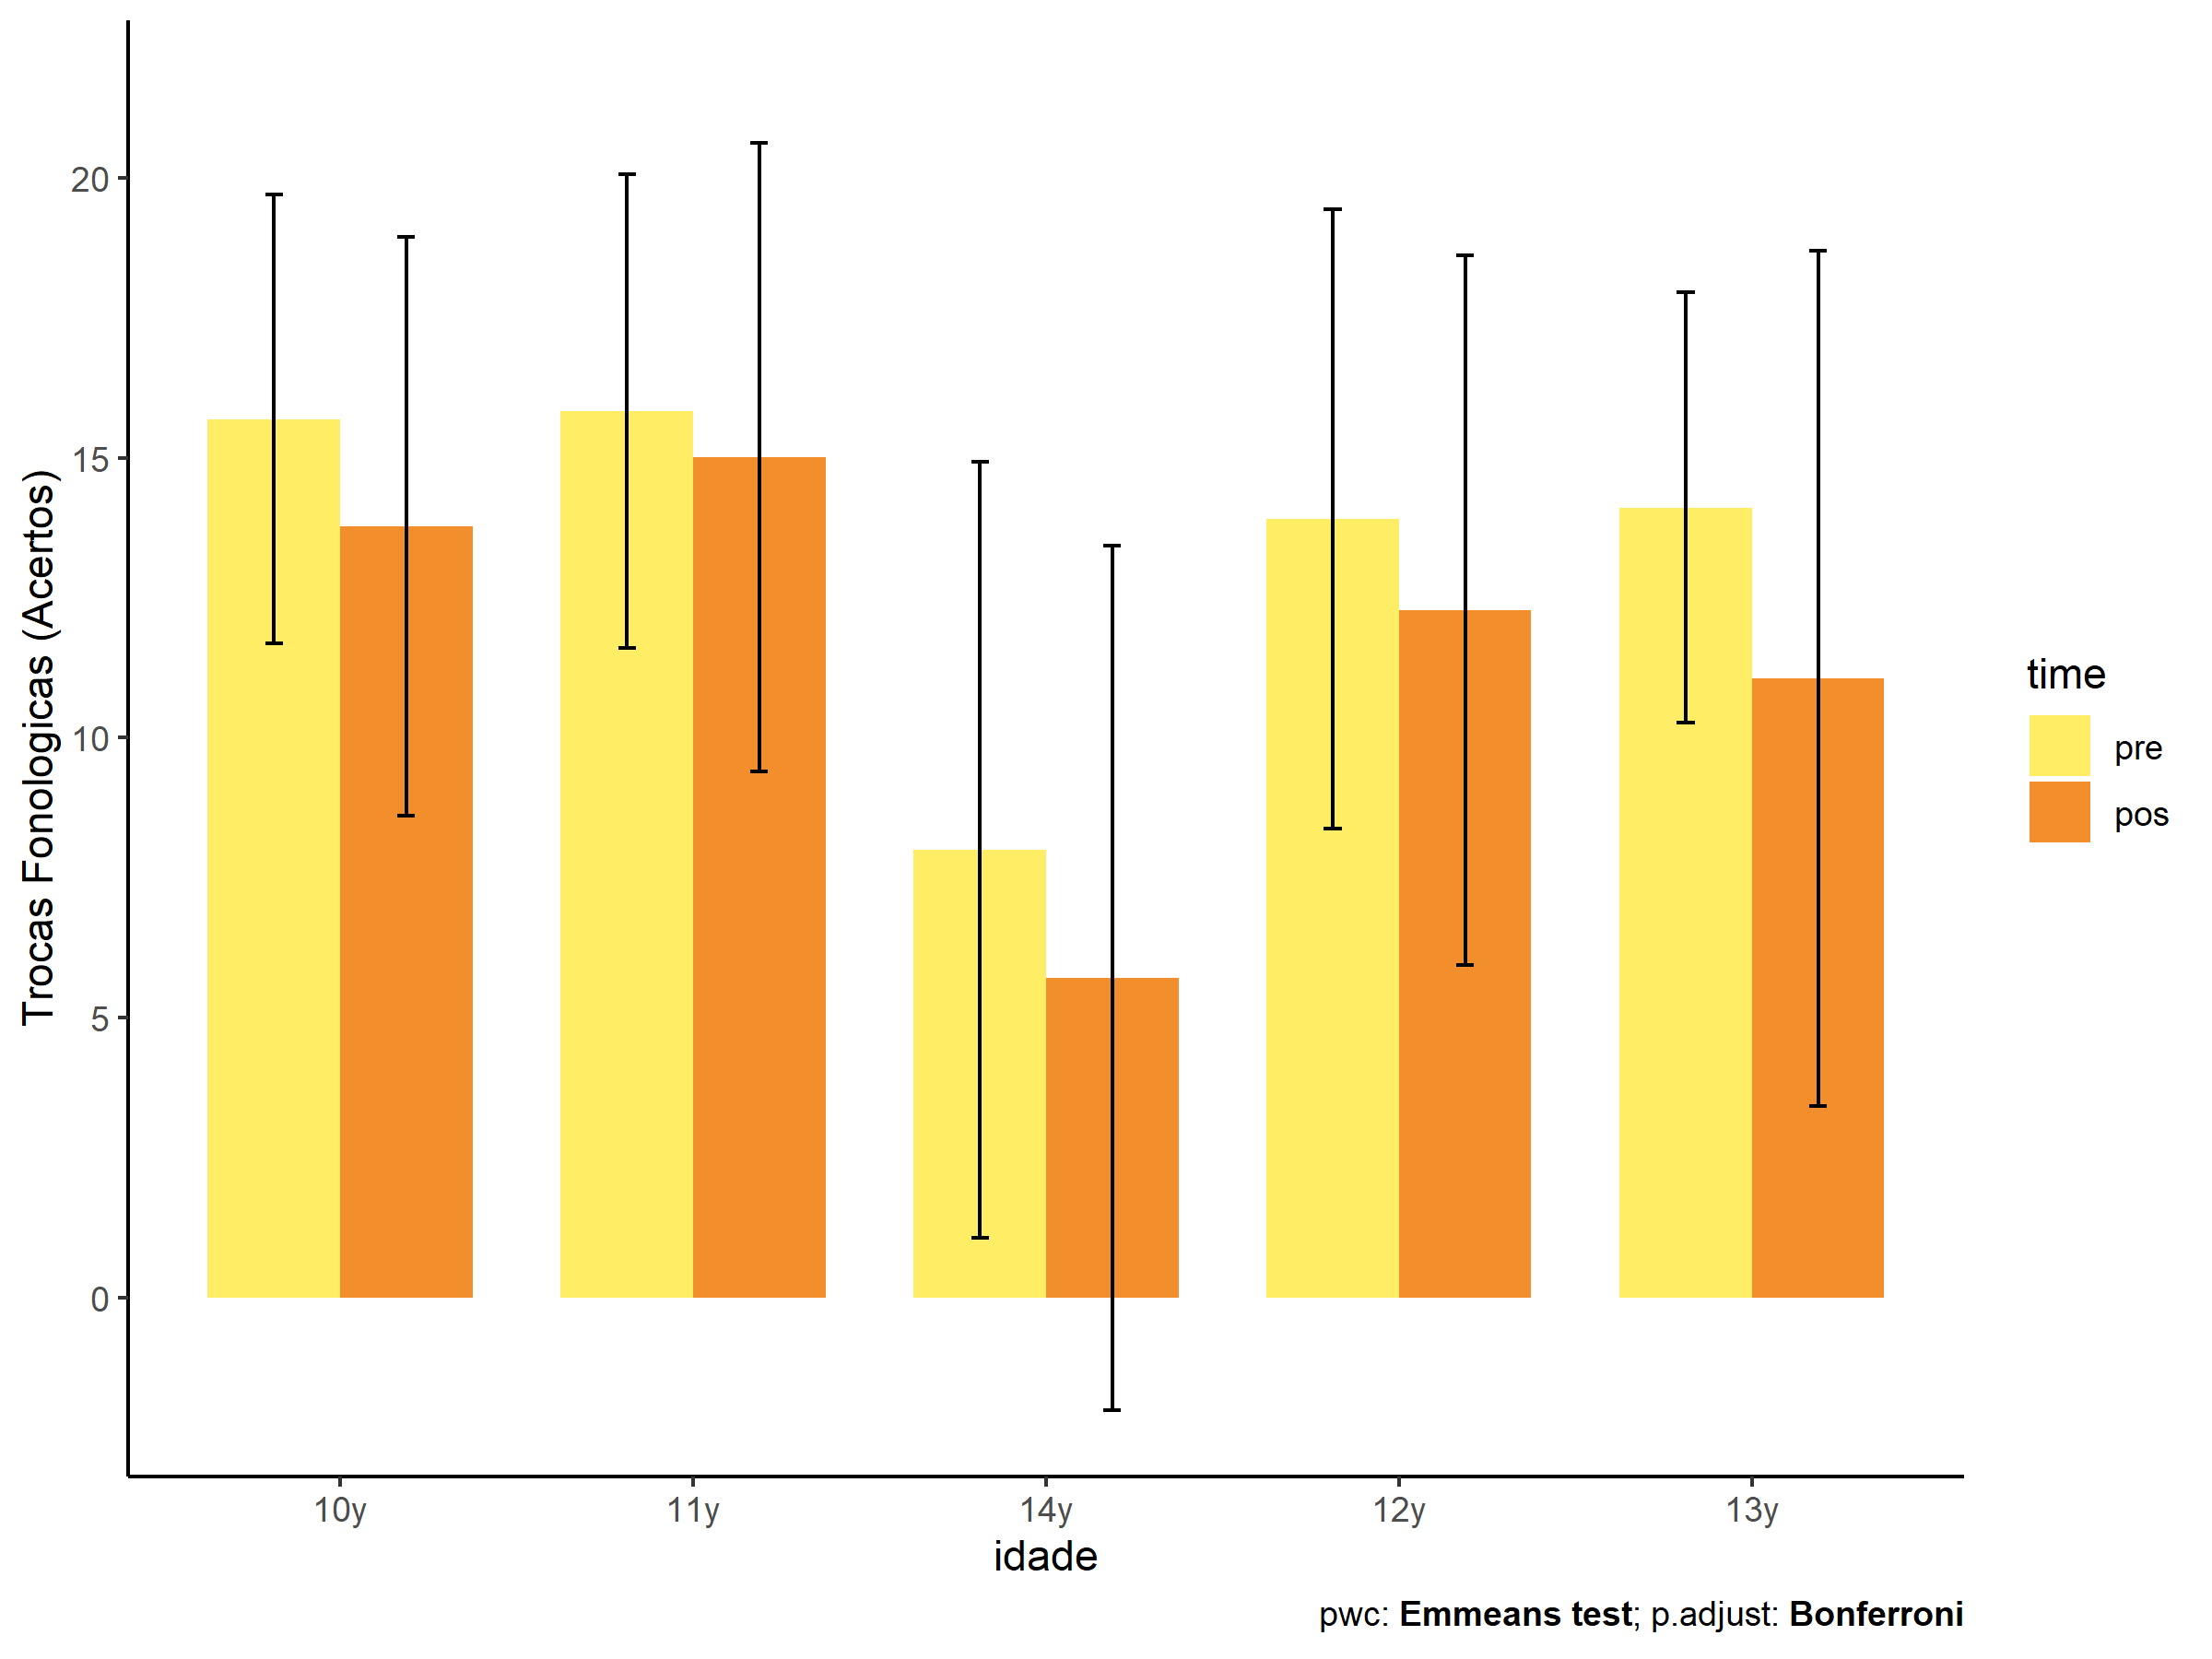 Trocas Fonologicas (Acertos)
20
15
10
5
0
10y
11y
14y
12y
13y
idade
time
pre
pos
pwc: Emmeans test; p.adjust: Bonferroni